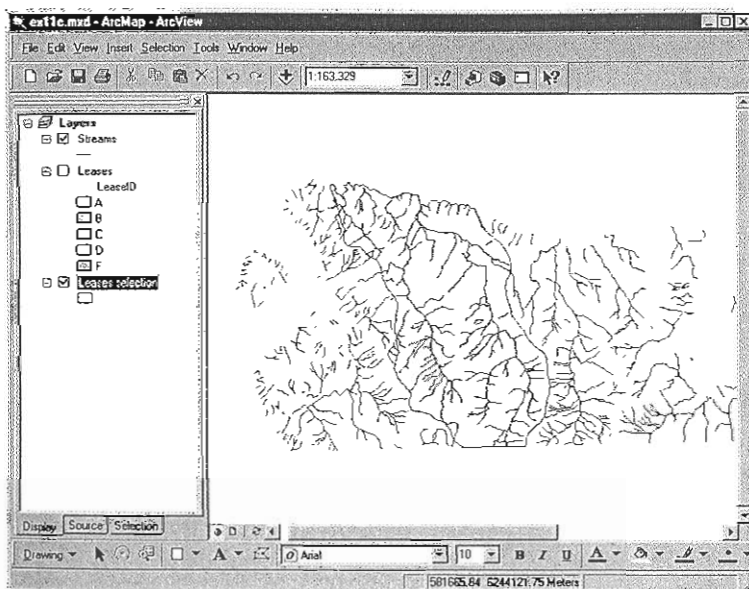 ex11c.mxd - ArcMap - ArcView
File Edit View Insert Selection Tools Window Help
1:163,329
Layers
Streams
Leases
LeaseID
A
B
C
D
F
Leases selection
Display Source Selection
Drawing A Arial 10 B I U A
581665.84 6244121.75 Meters